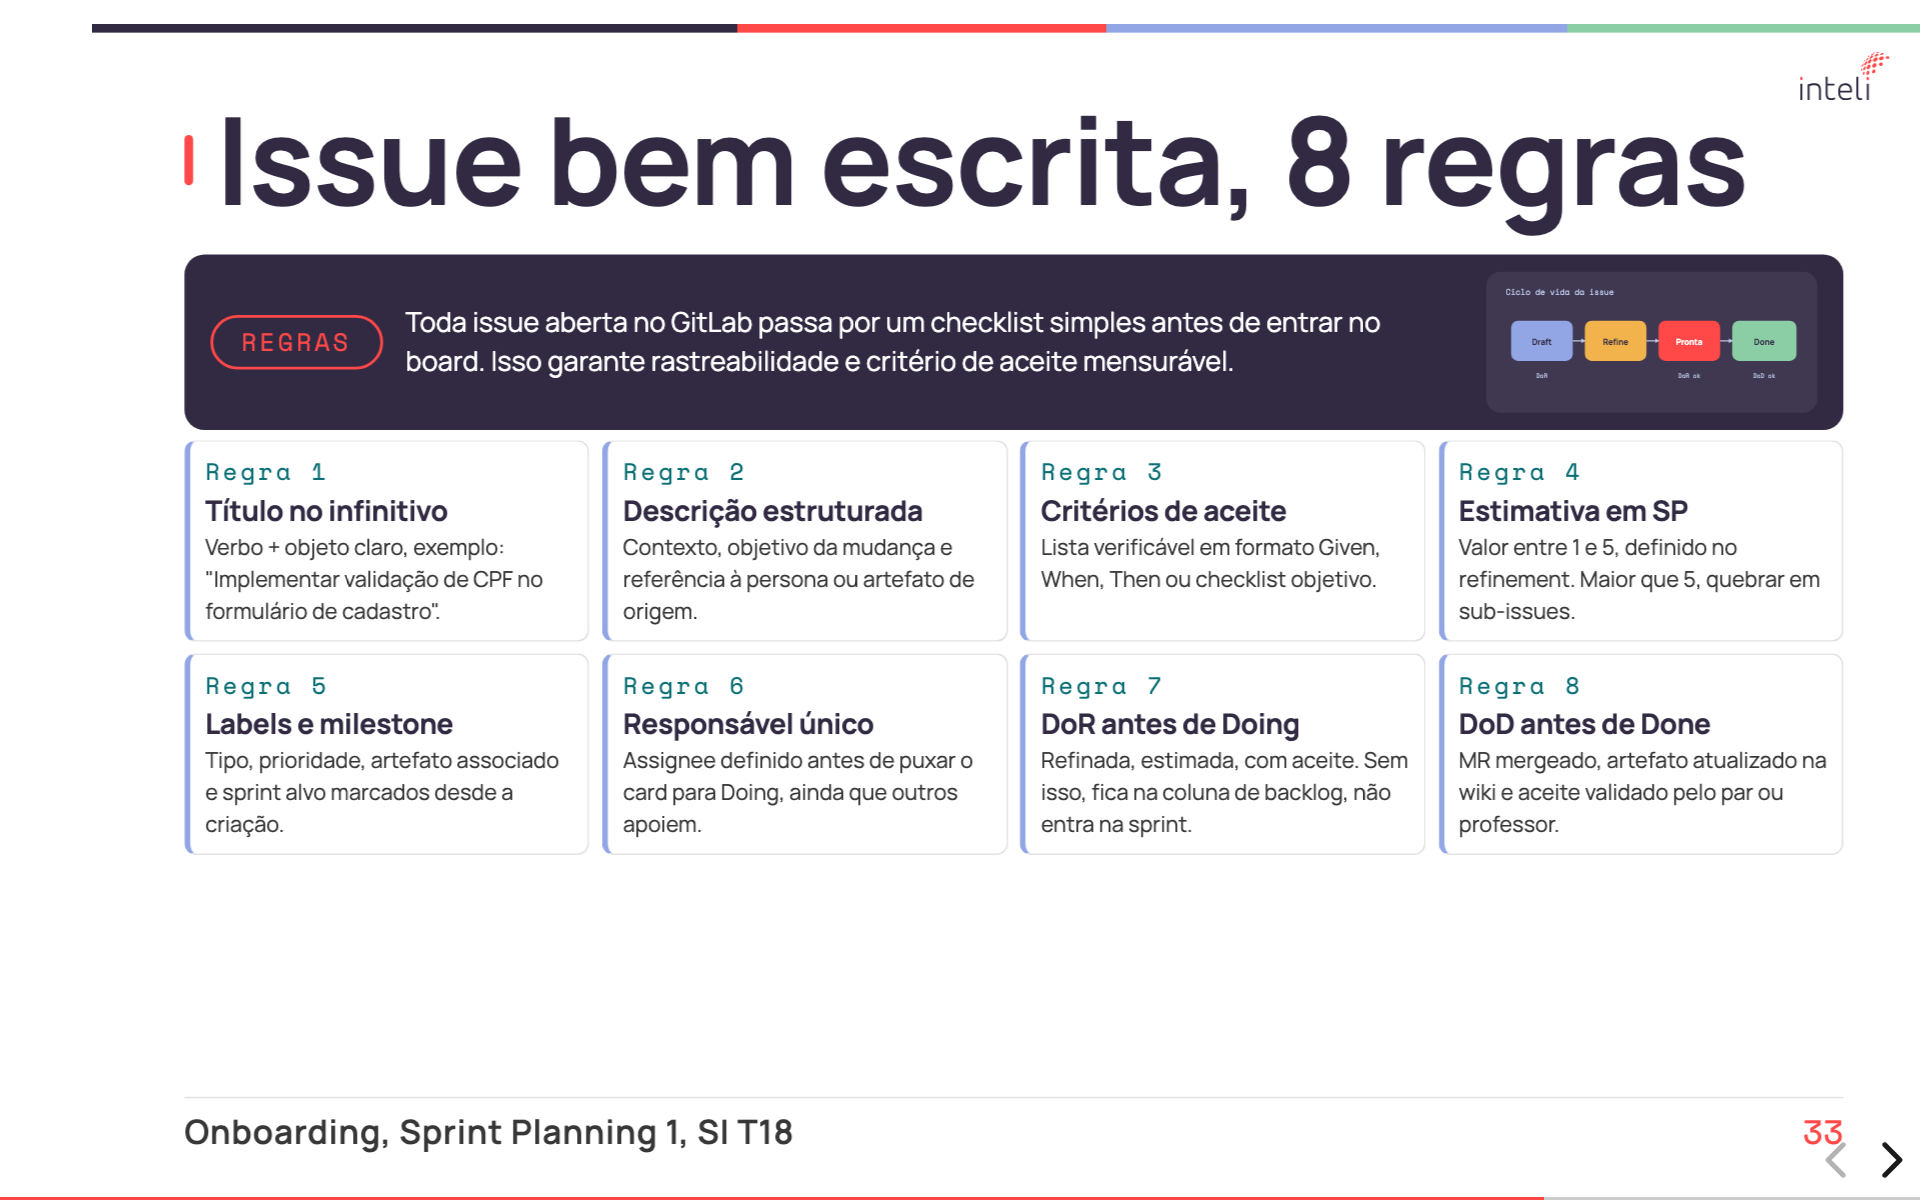 inteli
Issue bem escrita, 8 regras
REGRAS
Toda issue aberta no GitLab passa por um checklist simples antes de entrar no
board. Isso garante rastreabilidade e critério de aceite mensurável.
Ciclo de vida da issue
Draft
Refine
Pronta
Done
DoR
DoR ok
DoD ok
Regra 1
Título no infinitivo
Verbo + objeto claro, exemplo:
"Implementar validação de CPF no
formulário de cadastro".
Regra 2
Descrição estruturada
Contexto, objetivo da mudança e
referência à persona ou artefato de
origem.
Regra 3
Critérios de aceite
Lista verificável em formato Given,
When, Then ou checklist objetivo.
Regra 4
Estimativa em SP
Valor entre 1 e 5, definido no
refinement. Maior que 5, quebrar em
sub-issues.
Regra 5
Labels e milestone
Tipo, prioridade, artefato associado
e sprint alvo marcados desde a
criação.
Regra 6
Responsável único
Assignee definido antes de puxar o
card para Doing, ainda que outros
apoiem.
Regra 7
DoR antes de Doing
Refinada, estimada, com aceite. Sem
isso, fica na coluna de backlog, não
entra na sprint.
Regra 8
DoD antes de Done
MR mergeado, artefato atualizado na
wiki e aceite validado pelo par ou
professor.
Onboarding, Sprint Planning 1, SI T18
33